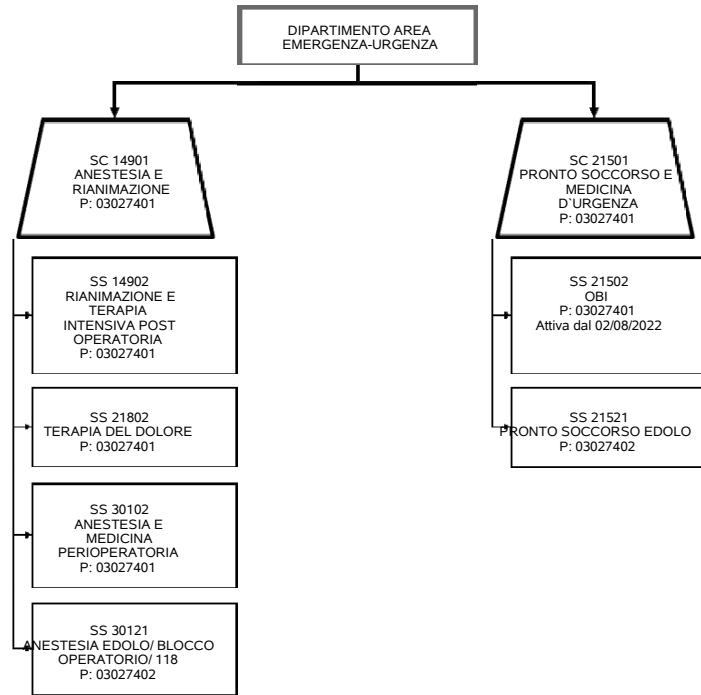 DIPARTIMENTO AREA
EMERGENZA-URGENZA
SC 14901
ANESTESIA E
RIANIMAZIONE
P: 03027401
SS 14902
RIANIMAZIONE E
TERAPIA
INTENSIVA POST
OPERATORIA
P: 03027401
SS 21802
TERAPIA DEL DOLORE
P: 03027401
SS 30102
ANESTESIA E
MEDICINA
PERIOPERATORIA
P: 03027401
SS 30121
ANESTESIA EDOLO/ BLOCCO
OPERATORIO/ 118
P: 03027402
SC 21501
PRONTO SOCCORSO E
MEDICINA
D`URGENZA
P: 03027401
SS 21502
OBI
P: 03027401
Attiva dal 02/08/2022
SS 21521
PRONTO SOCCORSO EDOLO
P: 03027402